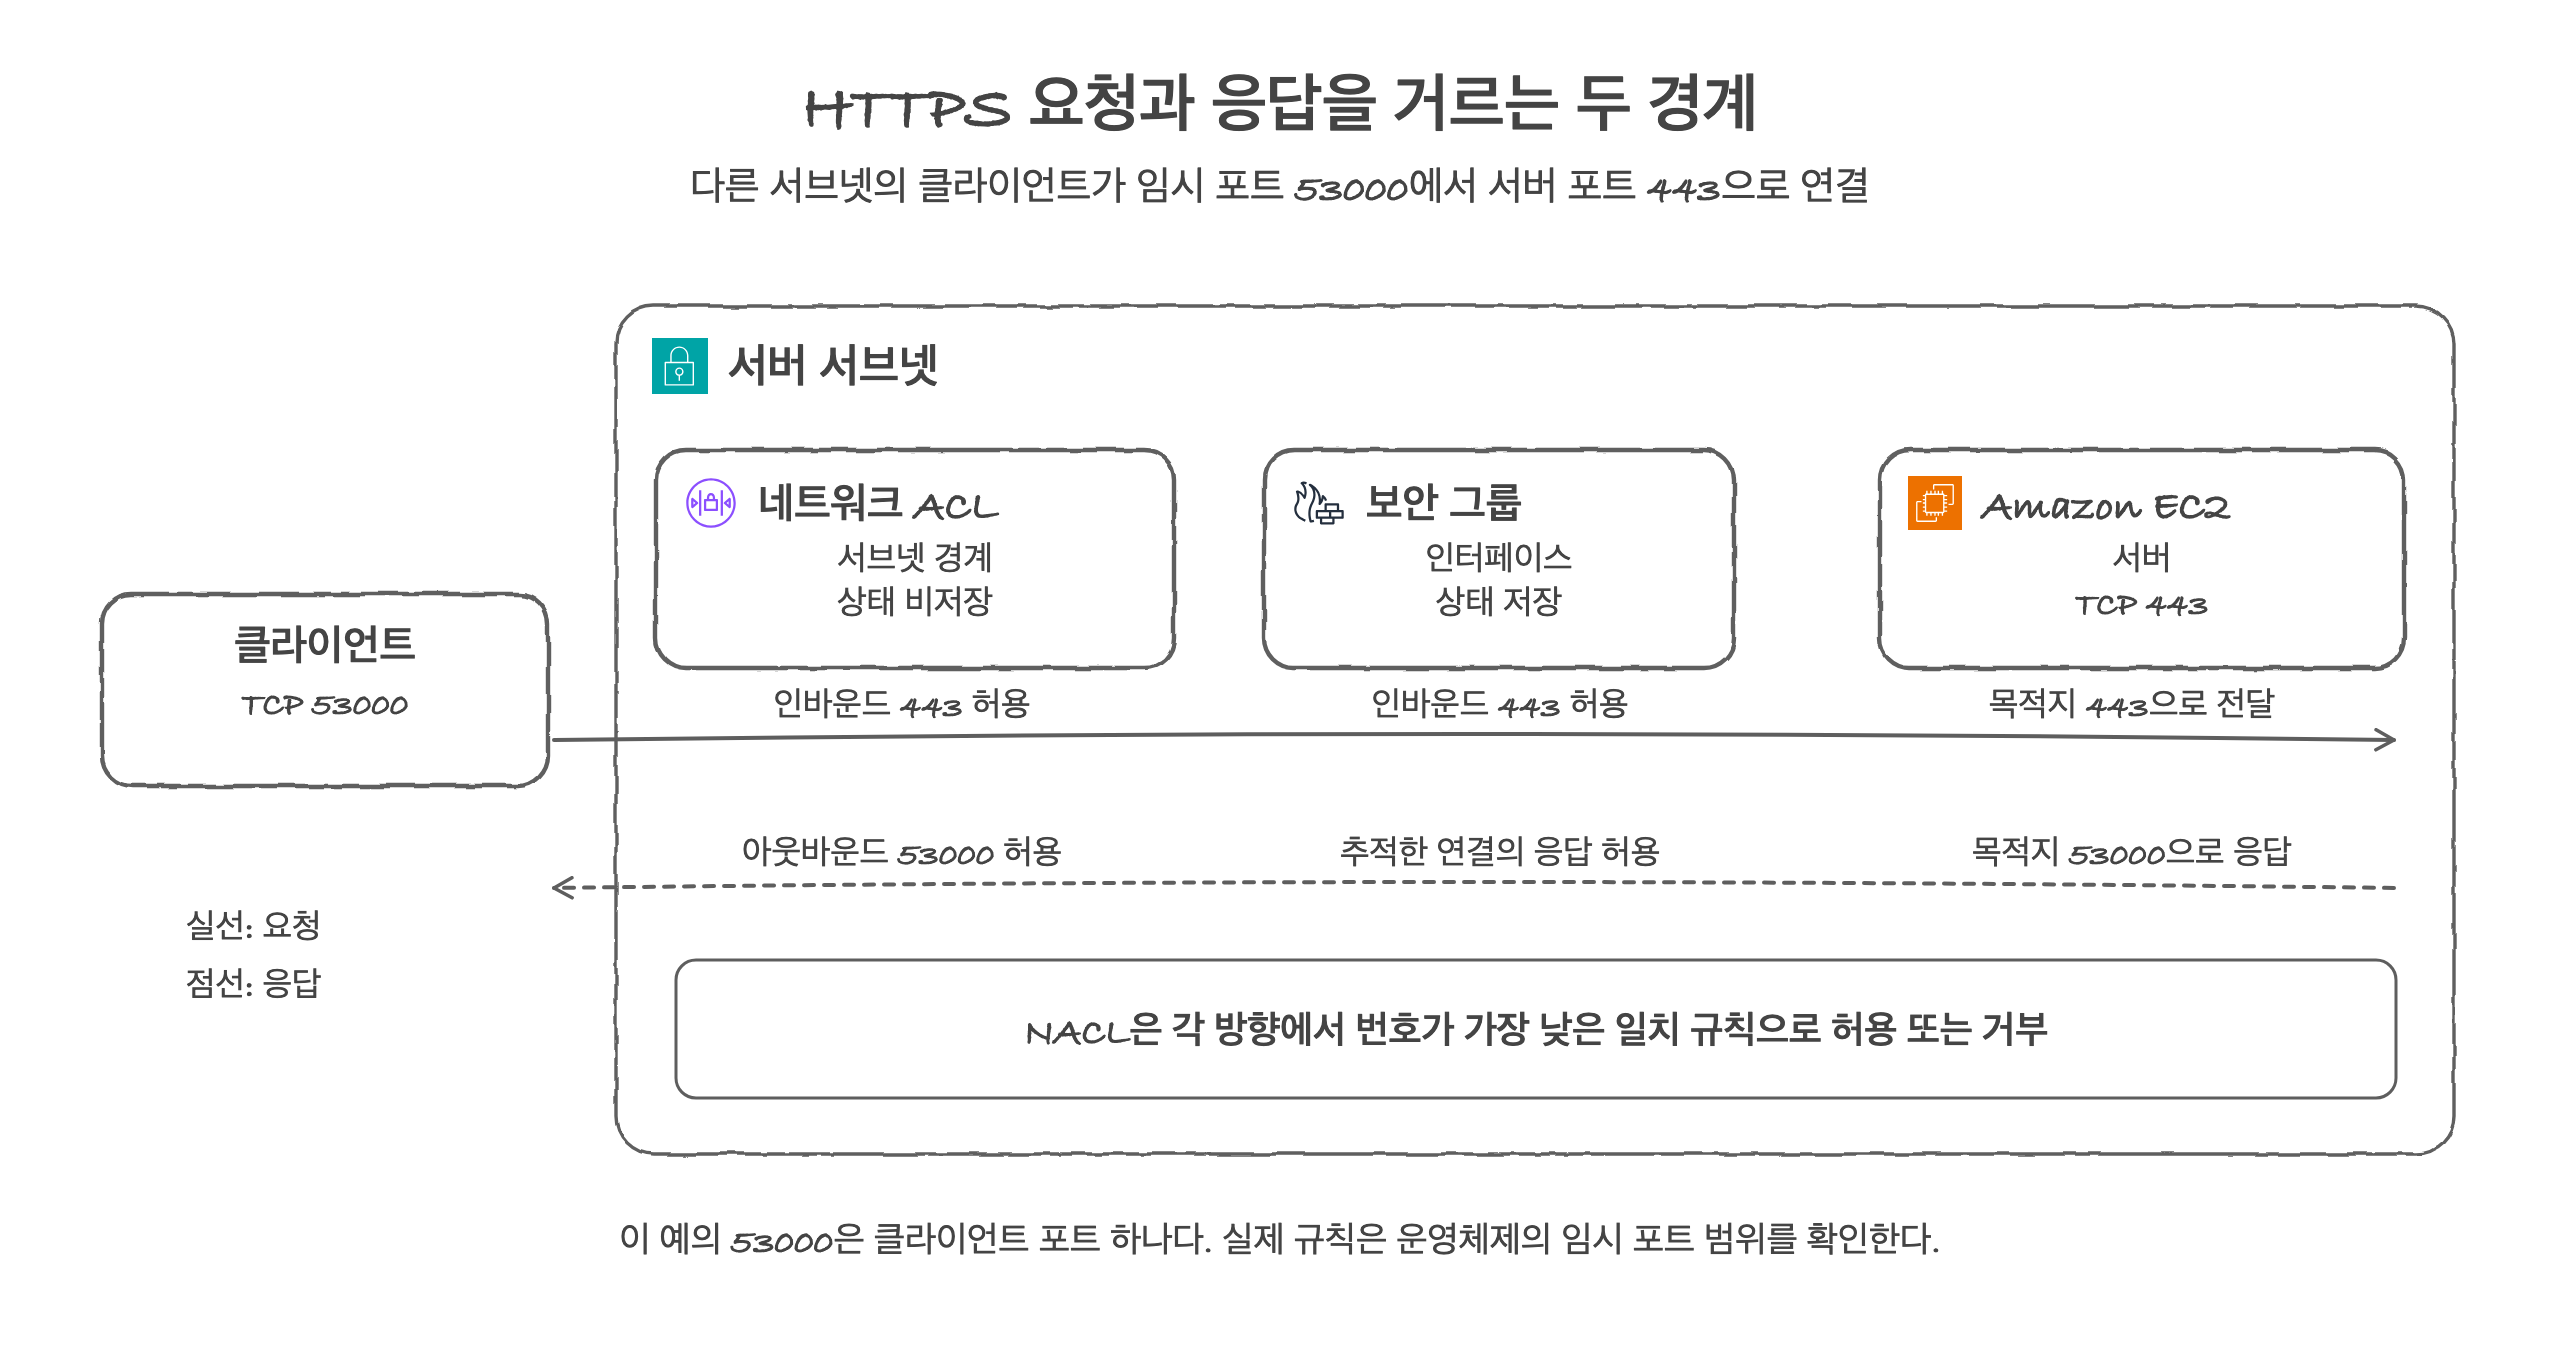 HTTPS 요청과 응답을 거르는 두 경계
다른 서브넷의 클라이언트가 임시 포트 53000에서 서버 포트 443으로 연결
서버 서브넷
네트워크 ACL
서브넷 경계
상태 비저장
보안 그룹
인터페이스
상태 저장
Amazon EC2
서버
TCP 443
클라이언트
TCP 53000
인바운드 443 허용
인바운드 443 허용
목적지 443으로 전달
아웃바운드 53000 허용
추적한 연결의 응답 허용
목적지 53000으로 응답
실선: 요청
점선: 응답
NACL은 각 방향에서 번호가 가장 낮은 일치 규칙으로 허용 또는 거부
이 예의 53000은 클라이언트 포트 하나다. 실제 규칙은 운영체제의 임시 포트 범위를 확인한다.